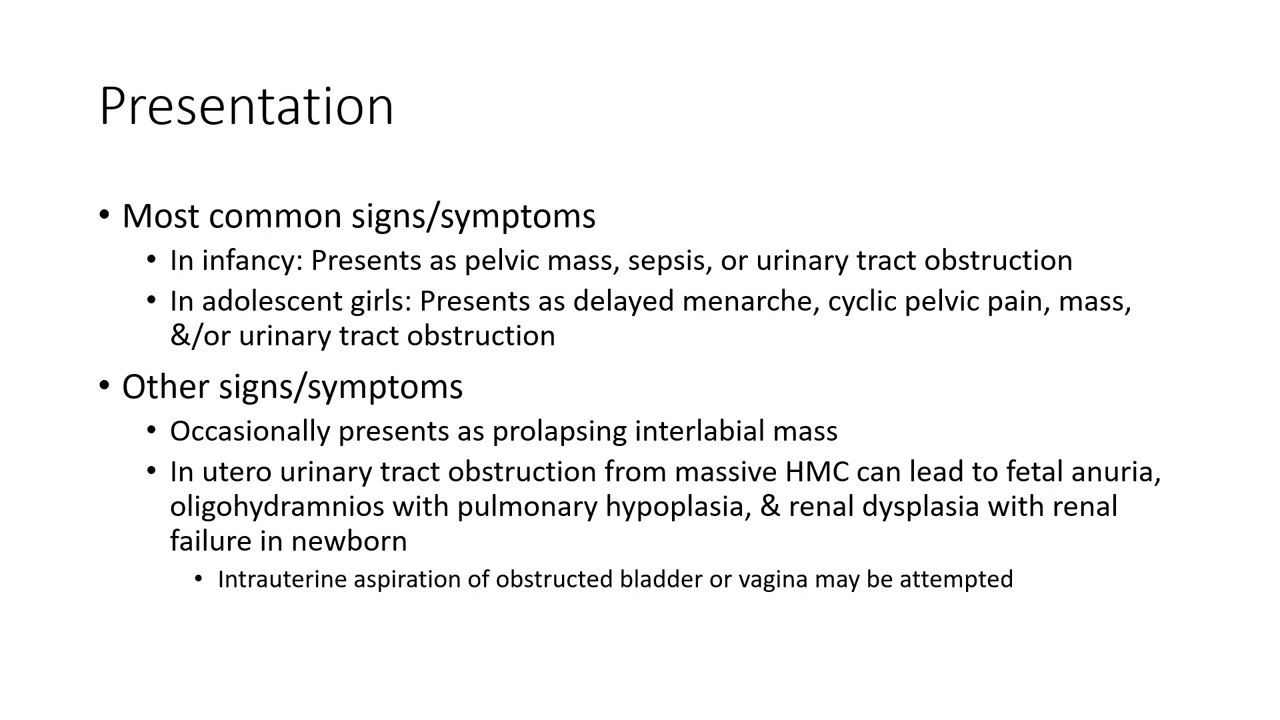 Presentation
• Most common signs/symptoms
• In infancy: Presents as pelvic mass, sepsis, or urinary tract obstruction
• In adolescent girls: Presents as delayed menarche, cyclic pelvic pain, mass,
&/or urinary tract obstruction
• Other signs/symptoms
• Occasionally presents as prolapsing interlabial mass
• In utero urinary tract obstruction from massive HMC can lead to fetal anuria,
oligohydramnios with pulmonary hypoplasia, & renal dysplasia with renal
failure in newborn
• Intrauterine aspiration of obstructed bladder or vagina may be attempted